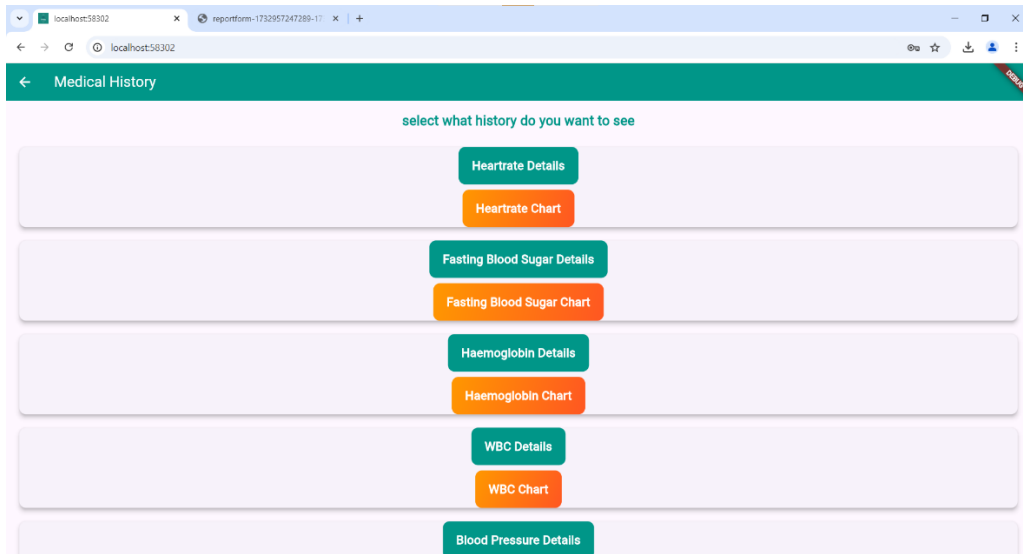 localhost:58302
reportform-1732957247289-17
localhost:58302
Medical History
DEBUG
select what history do you want to see
Heartrate Details
Heartrate Chart
Fasting Blood Sugar Details
Fasting Blood Sugar Chart
Haemoglobin Details
Haemoglobin Chart
WBC Details
WBC Chart
Blood Pressure Details